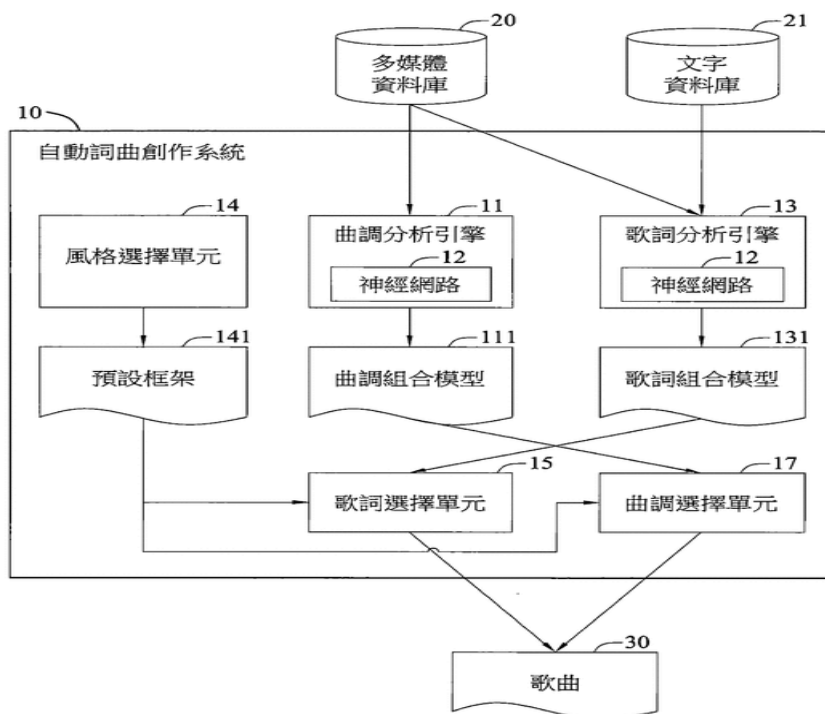 20
21
多媒體
資料庫
文字
資料庫
10
自動詞曲創作系統
14
11
13
風格選擇單元
曲調分析引擎
歌詞分析引擎
12
12
神經網路
神經網路
141
111
131
預設框架
曲調組合模型
歌詞組合模型
15
17
歌詞選擇單元
曲調選擇單元
30
歌曲